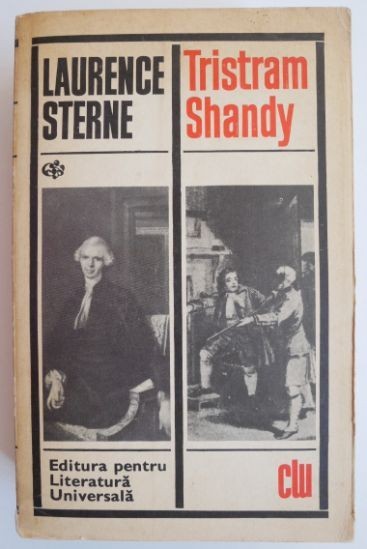 LAURENCE
STERNE
Tristram
Shandy
Editura pentru
Literatură
Universală
clu